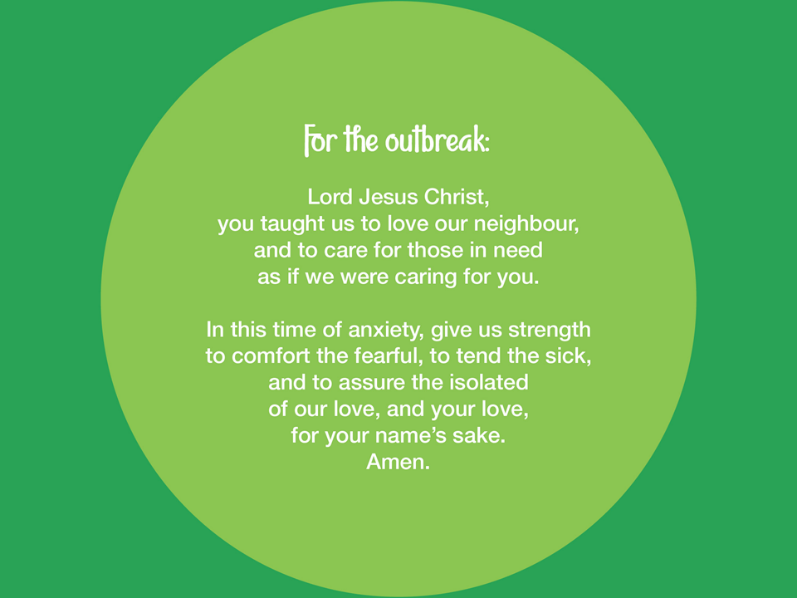 For the outbreak:
Lord Jesus Christ,
you taught us to love our neighbour,
and to care for those in need
as if we were caring for you.
In this time of anxiety, give us strength
to comfort the fearful, to tend the sick,
and to assure the isolated
of our love, and your love,
for your name’s sake.
Amen.